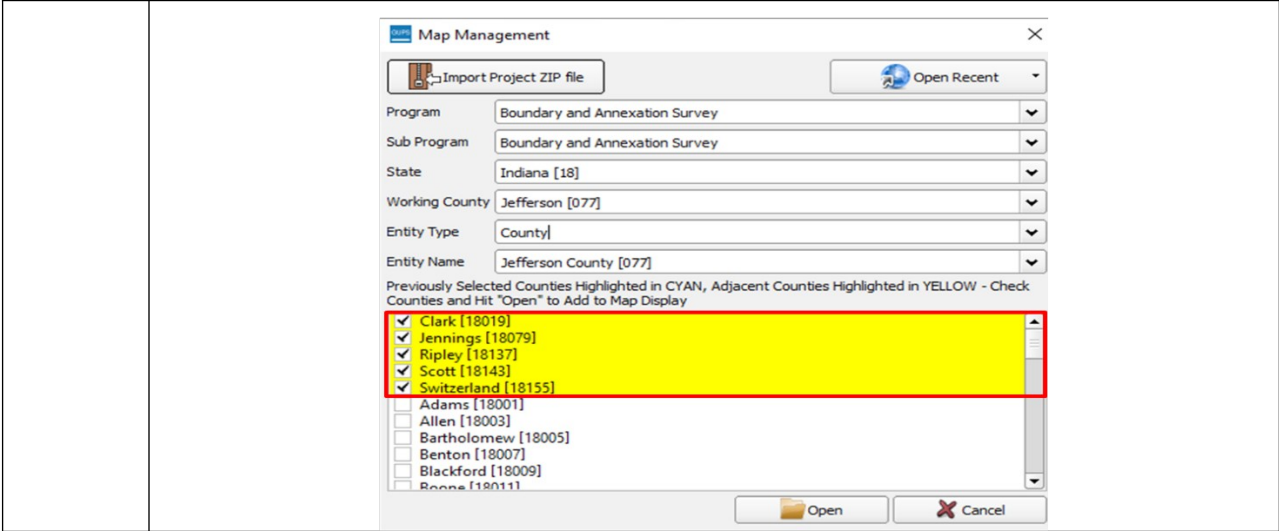 GUPS
Map Management
Import Project ZIP file
Open Recent
Program Boundary and Annexation Survey
Sub Program Boundary and Annexation Survey
State Indiana [18]
Working County Jefferson [077]
Entity Type County
Entity Name Jefferson County [077]
Previously Selected Counties Highlighted in CYAN, Adjacent Counties Highlighted in YELLOW - Check
Counties and Hit "Open" to Add to Map Display
Clark [18019]
Jennings [18079]
Ripley [18137]
Scott [18143]
Switzerland [18155]
Adams [18001]
Allen [18003]
Bartholomew [18005]
Benton [18007]
Blackford [18009]
Boone [18011]
Open Cancel